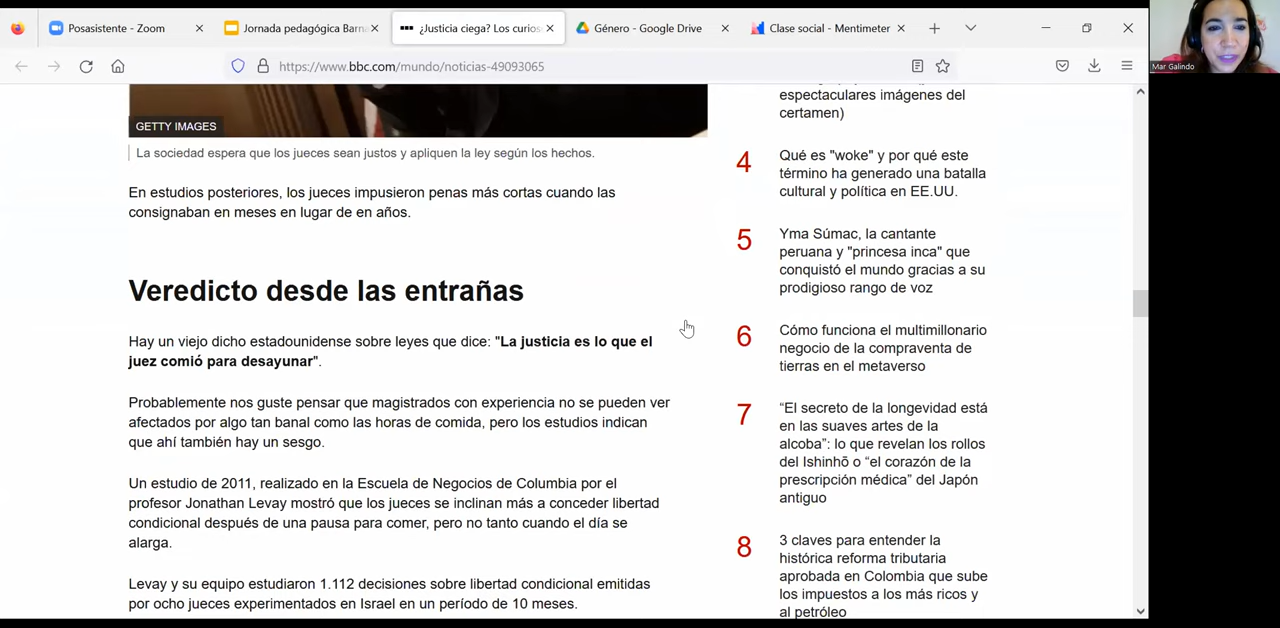 Posasistente - Zoom
Jornada pedagógica Barna
¿Justicia ciega? Los curios
Género - Google Drive
Clase social - Mentimeter
https://www.bbc.com/mundo/noticias-49093065
Mar Galindo
GETTY IMAGES
La sociedad espera que los jueces sean justos y apliquen la ley según los hechos.
En estudios posteriores, los jueces impusieron penas más cortas cuando las
consignaban en meses en lugar de en años.
Veredicto desde las entrañas
Hay un viejo dicho estadounidense sobre leyes que dice: "La justicia es lo que el
juez comió para desayunar".
Probablemente nos guste pensar que magistrados con experiencia no se pueden ver
afectados por algo tan banal como las horas de comida, pero los estudios indican
que ahí también hay un sesgo.
Un estudio de 2011, realizado en la Escuela de Negocios de Columbia por el
profesor Jonathan Levay mostró que los jueces se inclinan más a conceder libertad
condicional después de una pausa para comer, pero no tanto cuando el día se
alarga.
Levay y su equipo estudiaron 1.112 decisiones sobre libertad condicional emitidas
por ocho jueces experimentados en Israel en un período de 10 meses.
espectaculares imágenes del
certamen)
4
Qué es "woke" y por qué este
término ha generado una batalla
cultural y política en EE.UU.
5
Yma Súmac, la cantante
peruana y "princesa inca" que
conquistó el mundo gracias a su
prodigioso rango de voz
6
Cómo funciona el multimillonario
negocio de la compraventa de
tierras en el metaverso
7
“El secreto de la longevidad está
en las suaves artes de la
alcoba”: lo que revelan los rollos
del Ishinhō o “el corazón de la
prescripción médica” del Japón
antiguo
8
3 claves para entender la
histórica reforma tributaria
aprobada en Colombia que sube
los impuestos a los más ricos y
al petróleo